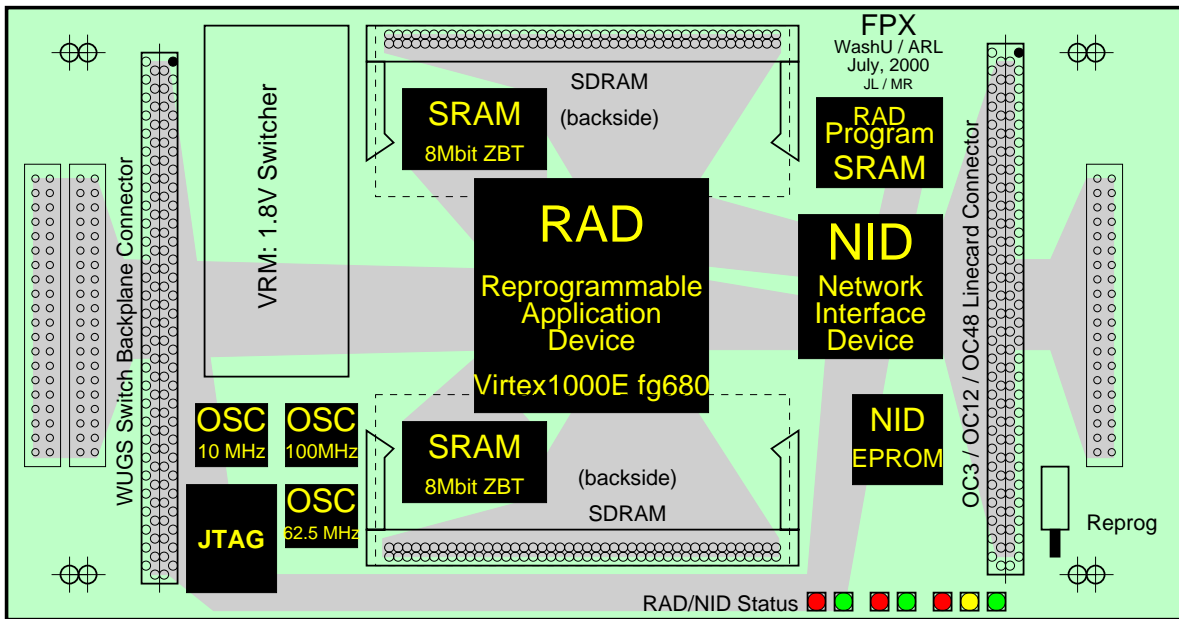 FPX
WashU / ARL
July, 2000
JL / MR
SDRAM
(backside)
SRAM
8Mbit ZBT
RAD
Program
SRAM
WUGS Switch Backplane Connector
VRM: 1.8V Switcher
RAD
Reprogrammable
Application
Device
Virtex1000E fg680
NID
Network
Interface
Device
OC3 / OC12 / OC48 Linecard Connector
OSC
10 MHz
OSC
100MHz
SRAM
8Mbit ZBT
NID
EPROM
(backside)
SDRAM
JTAG
OSC
62.5 MHz
Reprog
RAD/NID Status